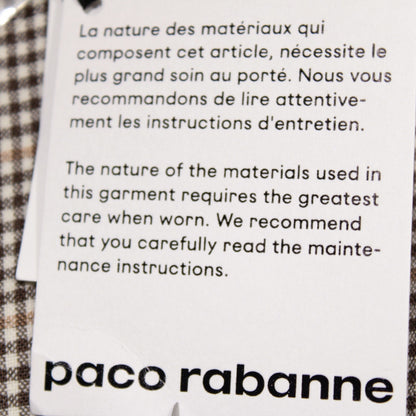 La nature des matériaux qui
composent cet article, nécessite le
plus grand soin au porté. Nous vous
recommandons de lire attentive-
ment les instructions d'entretien.
The nature of the materials used in
this garment requires the greatest
care when worn. We recommend
that you carefully read the mainte-
nance instructions.
paco rabanne